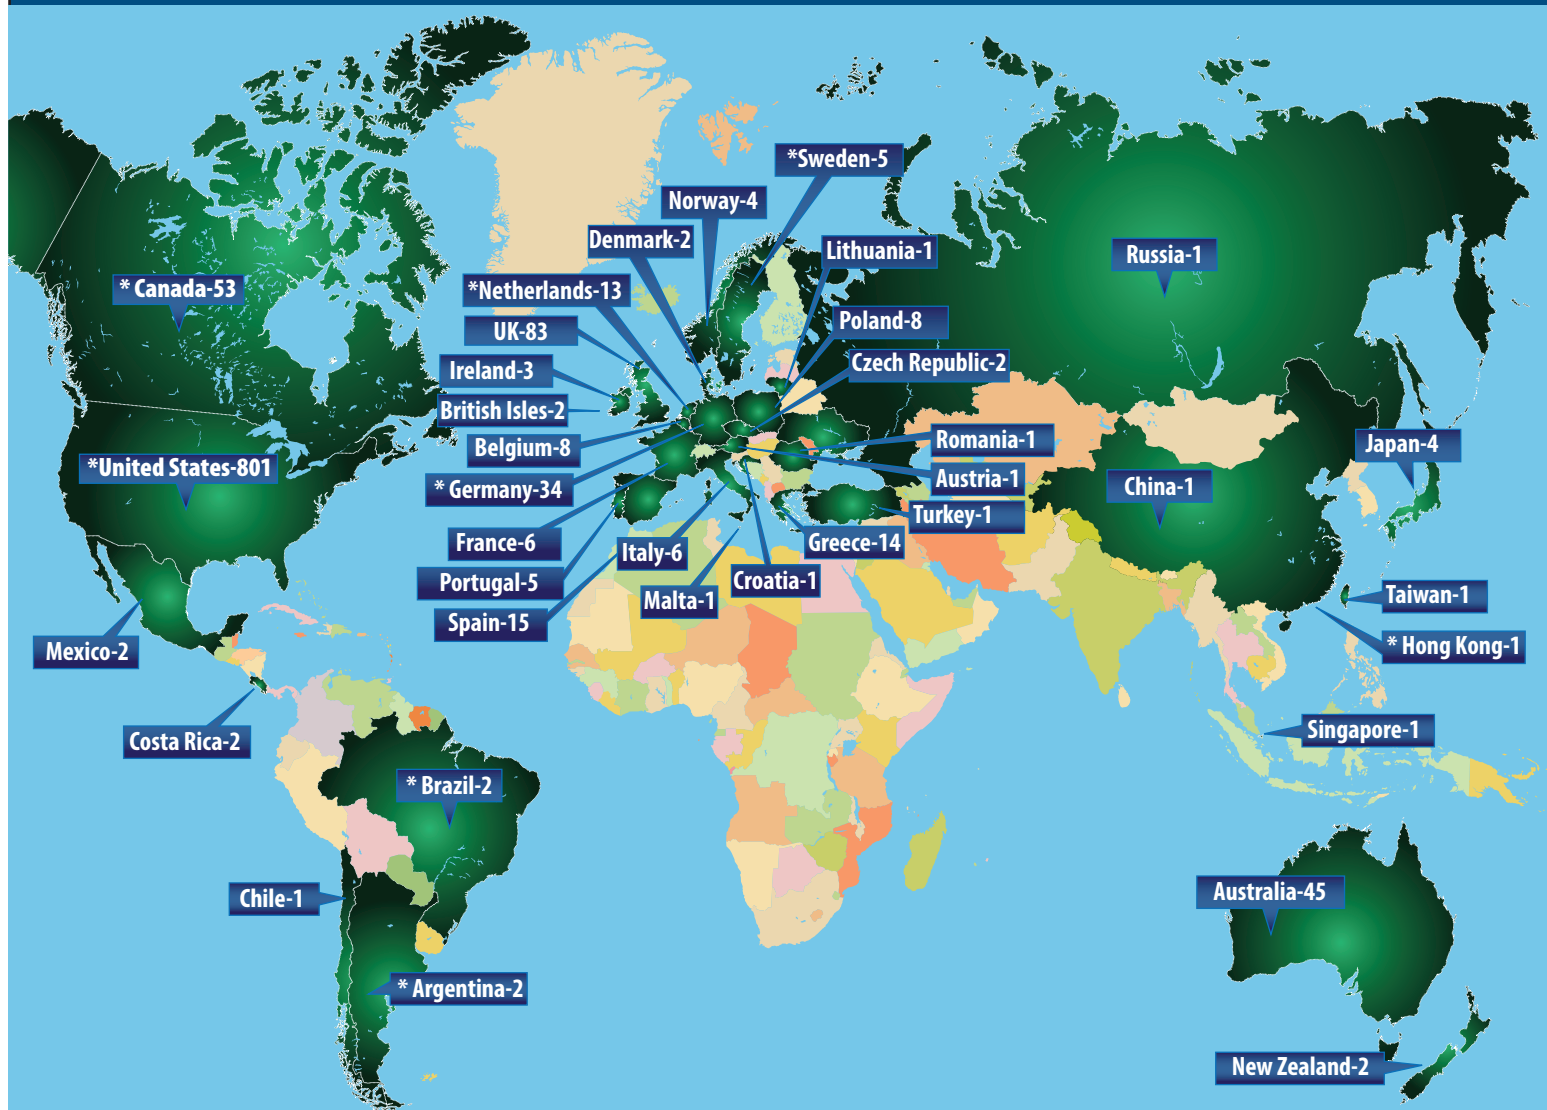 *Sweden-5
Norway-4
Denmark-2
Lithuania-1
Russia-1
* Canada-53
*Netherlands-13
UK-83
Poland-8
Czech Republic-2
Ireland-3
British Isles-2
Belgium-8
Romania-1
Japan-4
*United States-801
* Germany-34
Austria-1
China-1
Turkey-1
France-6
Italy-6
Greece-14
Portugal-5
Croatia-1
Malta-1
Taiwan-1
Spain-15
Mexico-2
* Hong Kong-1
Costa Rica-2
Singapore-1
* Brazil-2
Chile-1
Australia-45
* Argentina-2
New Zealand-2